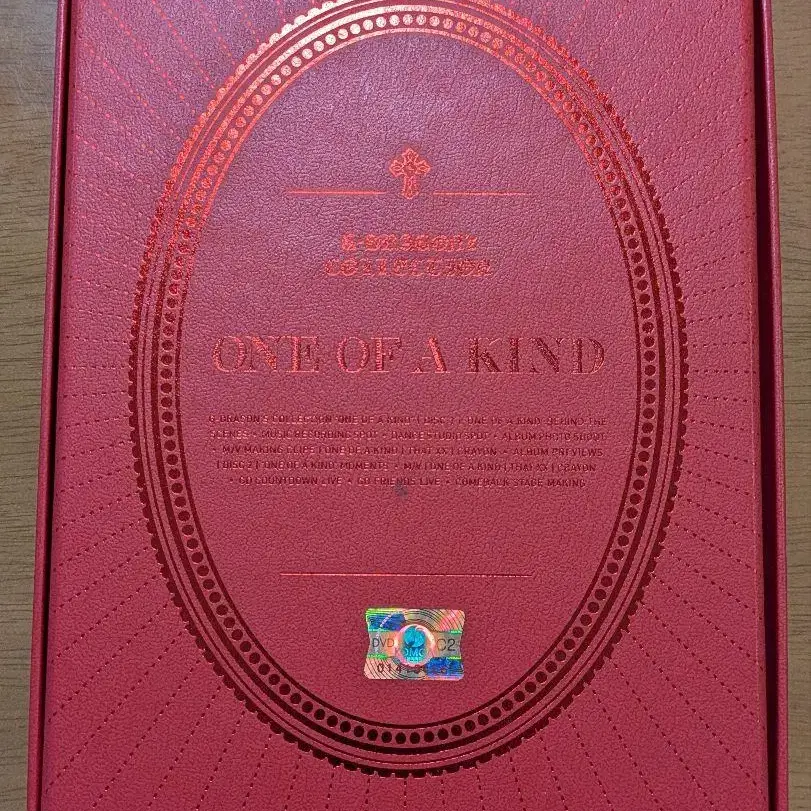 G-DRAGON'S
COLLECTION
ONE OF A KIND
G-DRAGON'S COLLECTION 'ONE OF A KIND' [ DISC 1 ] ONE OF A KIND: BEHIND THE
SCENES • MUSIC RECORDING SPOT • DANCE STUDIO SPOT • ALBUM PHOTO SHOOT
• M/V MAKING CLIPS [ ONE OF A KIND | THAT XX | CRAYON • ALBUM PREVIEWS
[ DISC 2 ] ONE OF A KIND: MOMENTS • M/V [ ONE OF A KIND | THAT XX | CRAYON
• GD COUNTDOWN LIVE • GD FRIENDS LIVE • COMEBACK STAGE MAKING
DVD
C2